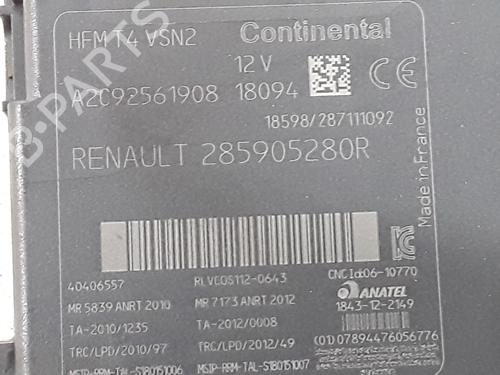 HFM T4 VSN2 Continental
12 V
A2C92561908 18094
18598/287111092
RENAULT 285905280R
Made in France
40406557 RLVCOS112-0643 CNC Id:06-10770
MR 5839 ANRT 2010 MR 7173 ANRT 2012 ANATEL
TA-2010/1235 TA-2012/0008 1843-12-2149
TRC/LPD/2010/97 TRC/LPD/2012/49 (01)07894476056776
B-PARTS